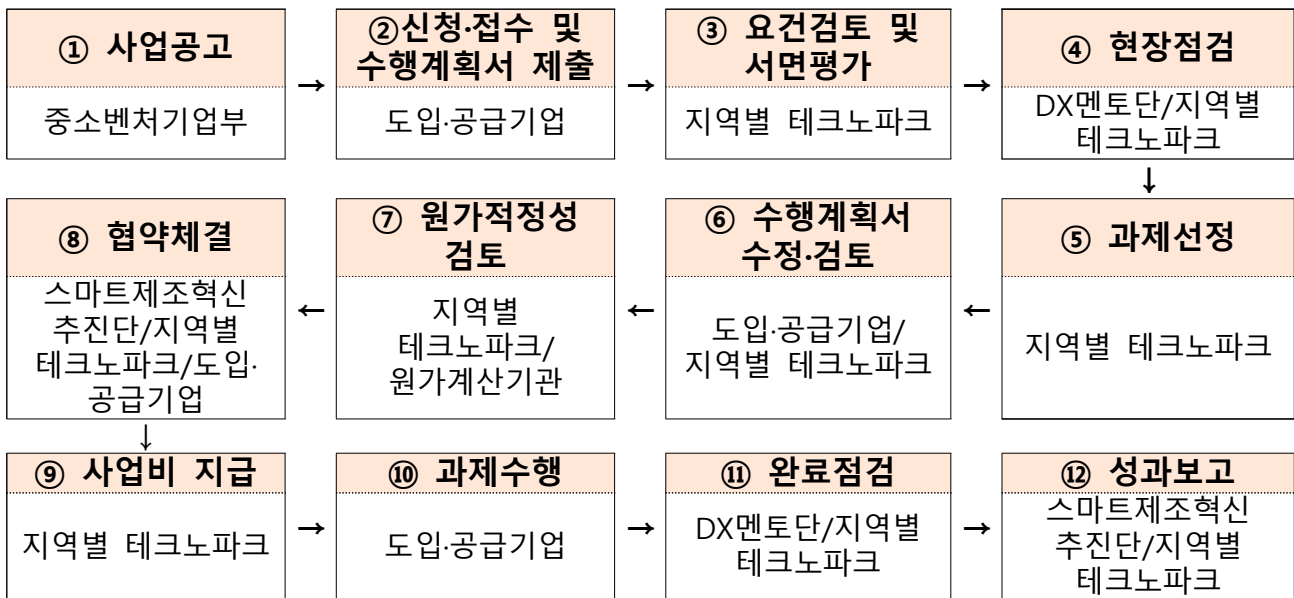 ① 사업공고
중소벤처기업부
→
②신청·접수 및
수행계획서 제출
도입·공급기업
→
③ 요건검토 및
서면평가
지역별 테크노파크
→
④ 현장점검
DX멘토단/지역별
테크노파크
↓
⑤ 과제선정
지역별 테크노파크
←
⑥ 수행계획서
수정·검토
도입·공급기업/
지역별 테크노파크
←
⑦ 원가적정성
검토
지역별
테크노파크/
원가계산기관
←
⑧ 협약체결
스마트제조혁신
추진단/지역별
테크노파크/도입·
공급기업
↓
⑨ 사업비 지급
지역별 테크노파크
→
⑩ 과제수행
도입·공급기업
→
⑪ 완료점검
DX멘토단/지역별
테크노파크
→
⑫ 성과보고
스마트제조혁신
추진단/지역별
테크노파크